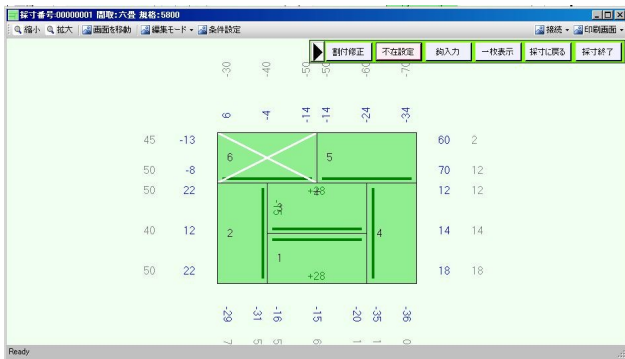 採寸番号:00000001 間取:六畳 規格:5800
縮小 拡大 画面を移動 編集モード 条件設定 接続 印刷画面
割付修正 不在設定 鉤入力 一枚表示 採寸に戻る 採寸終了
-30 -40 -50 -50 -60 -70
6 -4 -14 -14 -24 -34
45 -13 60 2
6 5
50 -8 70 12
50 22 +28 12 12
-15
40 12 2 4 14 14
1
50 22 +28 18 18
-29 -31 -16 -15 -20 -35 -36
Ready